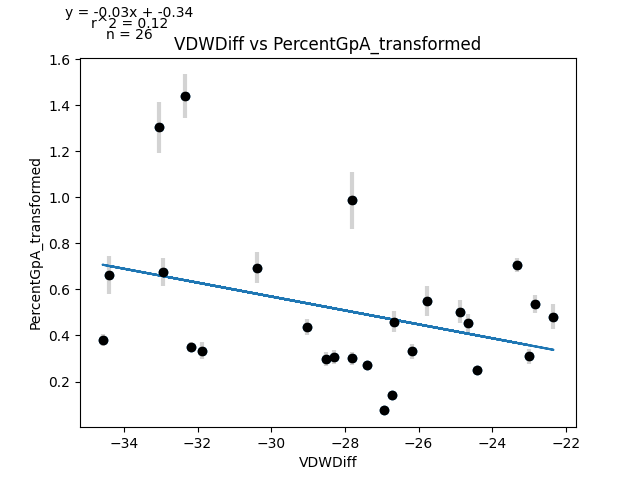 y = -0.03x + -0.34
r^2 = 0.12
n = 26
VDWDiff vs PercentGpA_transformed
1.6
1.4
1.2
1.0
0.8
0.6
0.4
0.2
PercentGpA_transformed
−34
−32
−30
−28
−26
−24
−22
VDWDiff